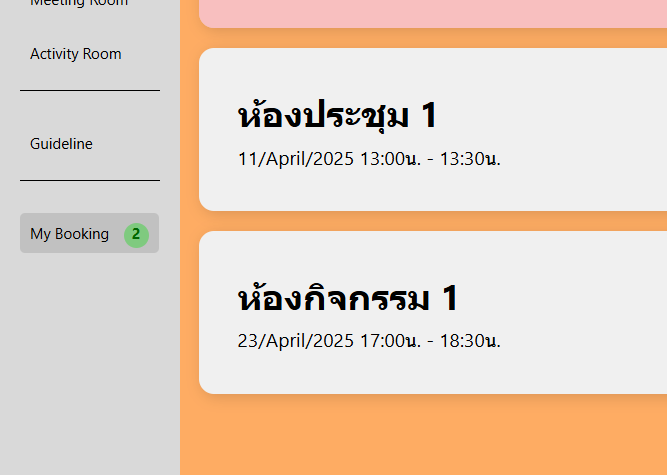 Meeting Room
Activity Room
Guideline
My Booking 2
ห้องประชุม 1
11/April/2025 13:00น. - 13:30น.
ห้องกิจกรรม 1
23/April/2025 17:00น. - 18:30น.